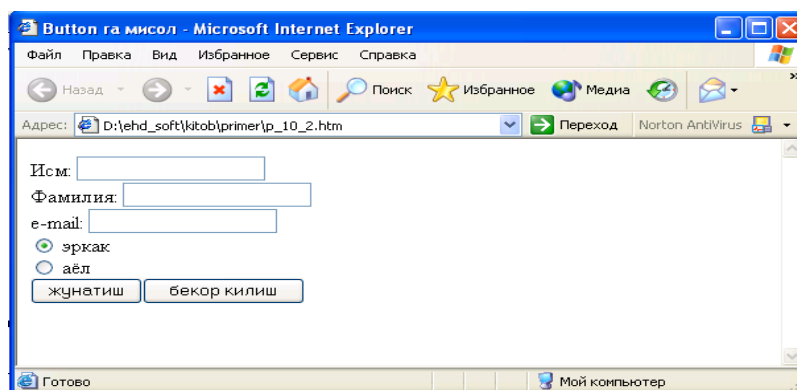 Button га мисол - Microsoft Internet Explorer
Файл Правка Вид Избранное Сервис Справка
Назад Поиск Избранное Медиа »
Адрес: D:\ehd_soft\kitob\primer\p_10_2.htm Переход Norton AntiVirus
Исм:
Фамилия:
e-mail:
эркак
аёл
жунатиш бекор килиш
Готово Мой компьютер